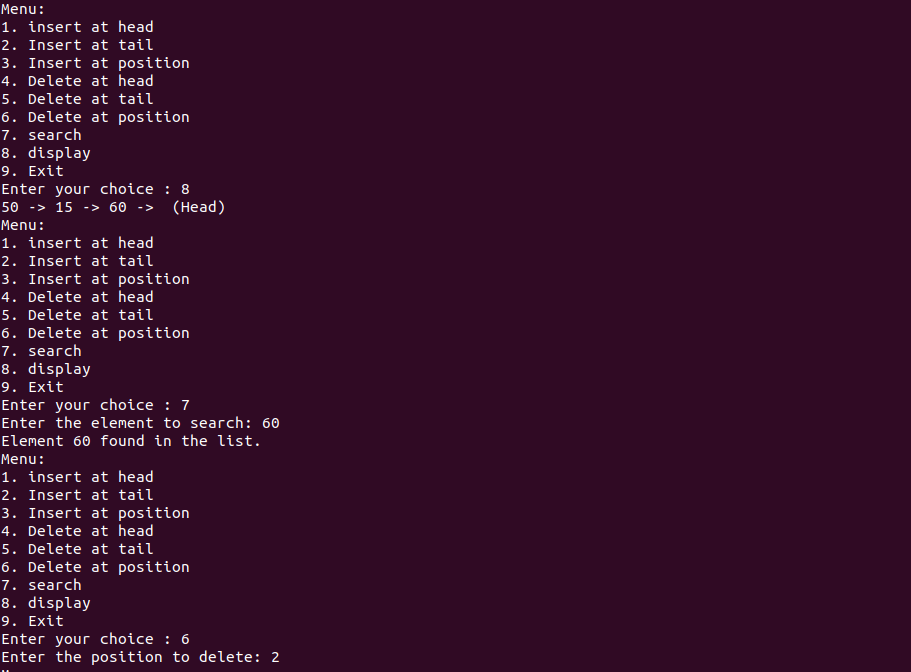 Menu:
1. insert at head
2. Insert at tail
3. Insert at position
4. Delete at head
5. Delete at tail
6. Delete at position
7. search
8. display
9. Exit
Enter your choice : 8
50 -> 15 -> 60 ->  (Head)
Menu:
1. insert at head
2. Insert at tail
3. Insert at position
4. Delete at head
5. Delete at tail
6. Delete at position
7. search
8. display
9. Exit
Enter your choice : 7
Enter the element to search: 60
Element 60 found in the list.
Menu:
1. insert at head
2. Insert at tail
3. Insert at position
4. Delete at head
5. Delete at tail
6. Delete at position
7. search
8. display
9. Exit
Enter your choice : 6
Enter the position to delete: 2